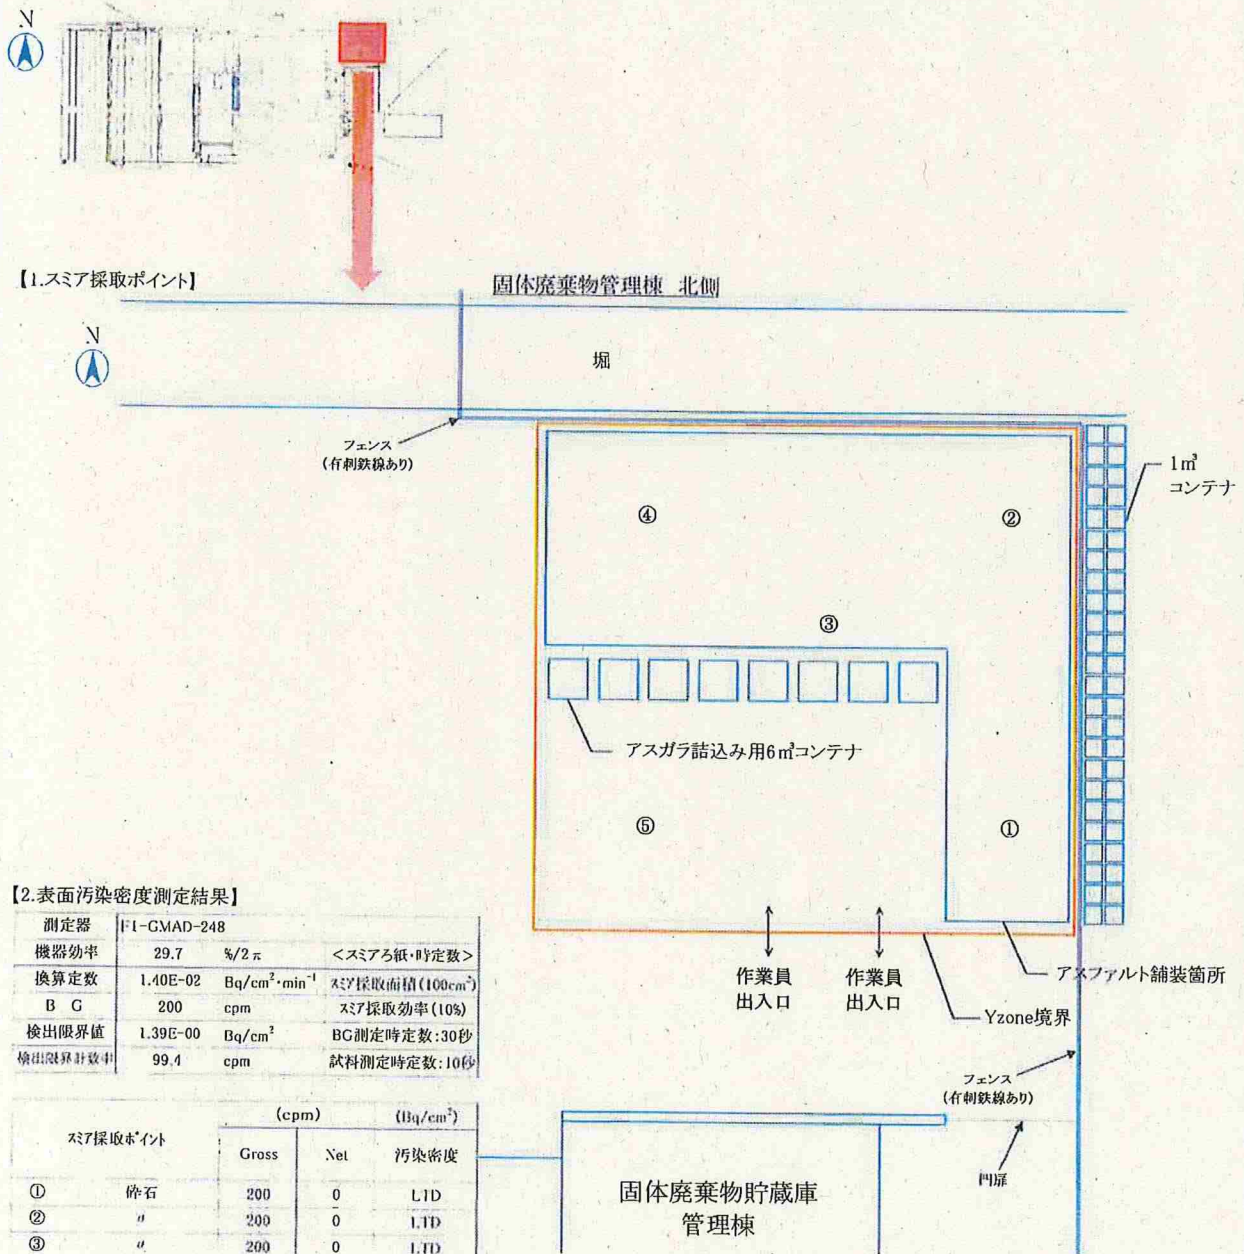 N
【1.スミア採取ポイント】
固体廃棄物管理棟 北側
N
堀
フェンス
(有刺鉄線あり)
1㎥
コンテナ
④
②
③
アスガラ詰込み用6㎥コンテナ
⑤
①
作業員
出入口
作業員
出入口
アスファルト舗装箇所
Yzone境界
フェンス
(有刺鉄線あり)
門扉
固体廃棄物貯蔵庫
管理棟
【2.表面汚染密度測定結果】
測定器 F1-GMAD-248
機器効率 29.7 %/2π <スミアろ紙・時定数>
換算定数 1.40E-02 Bq/cm²・min⁻¹ スミア採取面積(100cm²)
B G 200 cpm スミア採取効率(10%)
検出限界値 1.39E-00 Bq/cm² BG測定時定数:30秒
検出限界計数率 99.4 cpm 試料測定時定数:10秒
スミア採取ポイント (cpm) (Bq/cm²)
Gross Net 汚染密度
① 砕石 200 0 LTD
② 〃 200 0 LTD
③ 〃 200 0 LTD